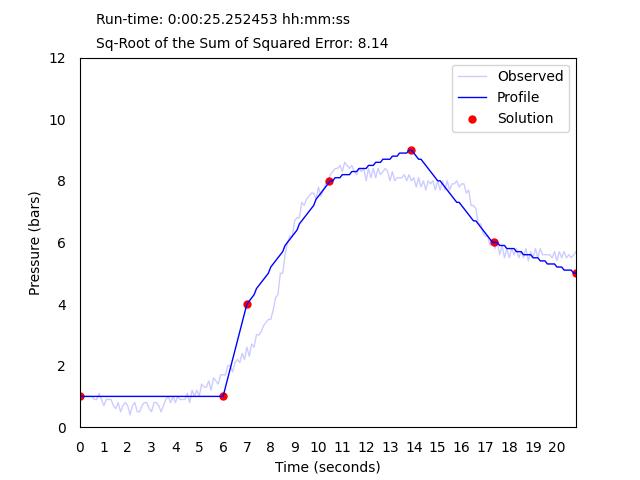 Run-time: 0:00:25.252453 hh:mm:ss
Sq-Root of the Sum of Squared Error: 8.14
12
10
8
6
4
2
0
Pressure (bars)
Observed
Profile
Solution
0 1 2 3 4 5 6 7 8 9 10 11 12 13 14 15 16 17 18 19 20
Time (seconds)